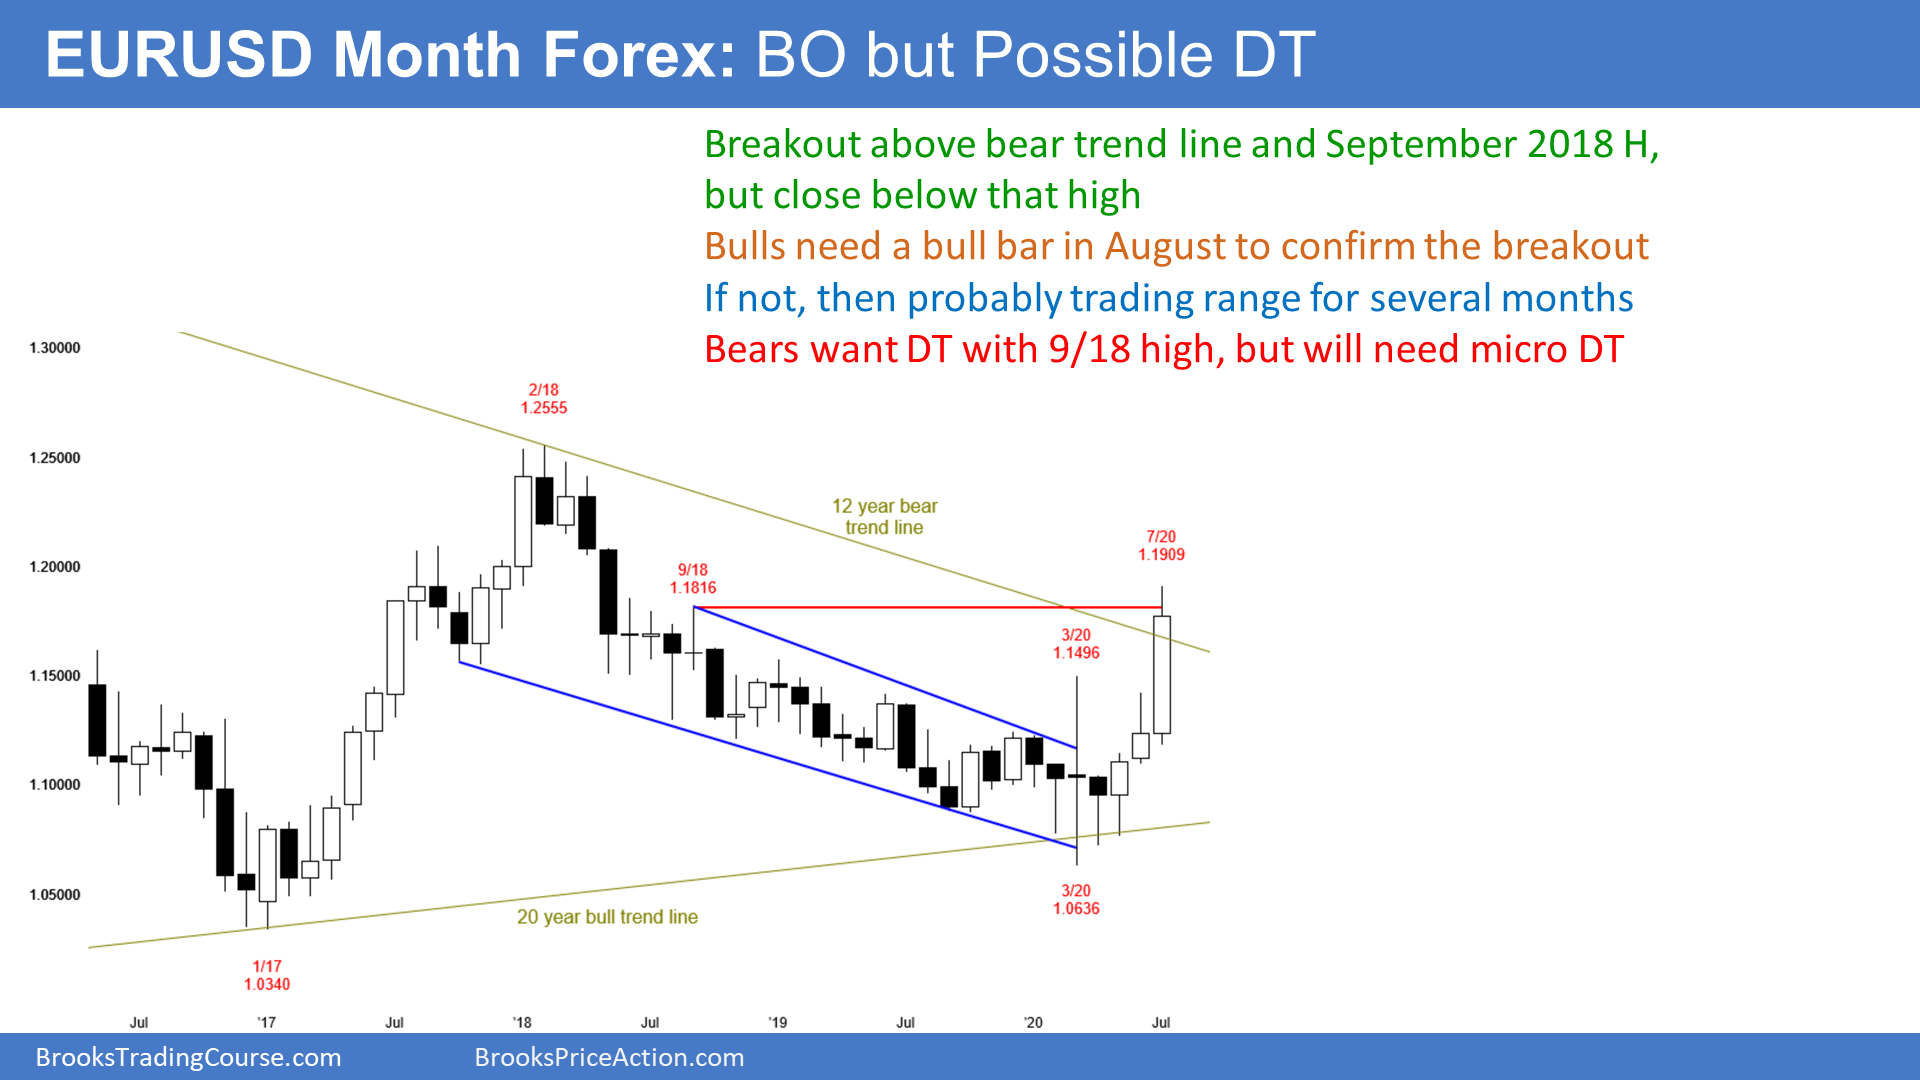 EURUSD Month Forex: BO but Possible DT
Breakout above bear trend line and September 2018 H,
but close below that high
Bulls need a bull bar in August to confirm the breakout
If not, then probably trading range for several months
Bears want DT with 9/18 high, but will need micro DT
1.30000
2/18
1.2555
1.25000
12 year bear
trend line
7/20
1.1909
1.20000
9/18
1.1816
3/20
1.1496
1.15000
1.10000
1.05000
3/20
1.0636
20 year bull trend line
1/17
1.0340
Jul
'17
Jul
'18
Jul
'19
Jul
'20
Jul
BrooksTradingCourse.com
BrooksPriceAction.com